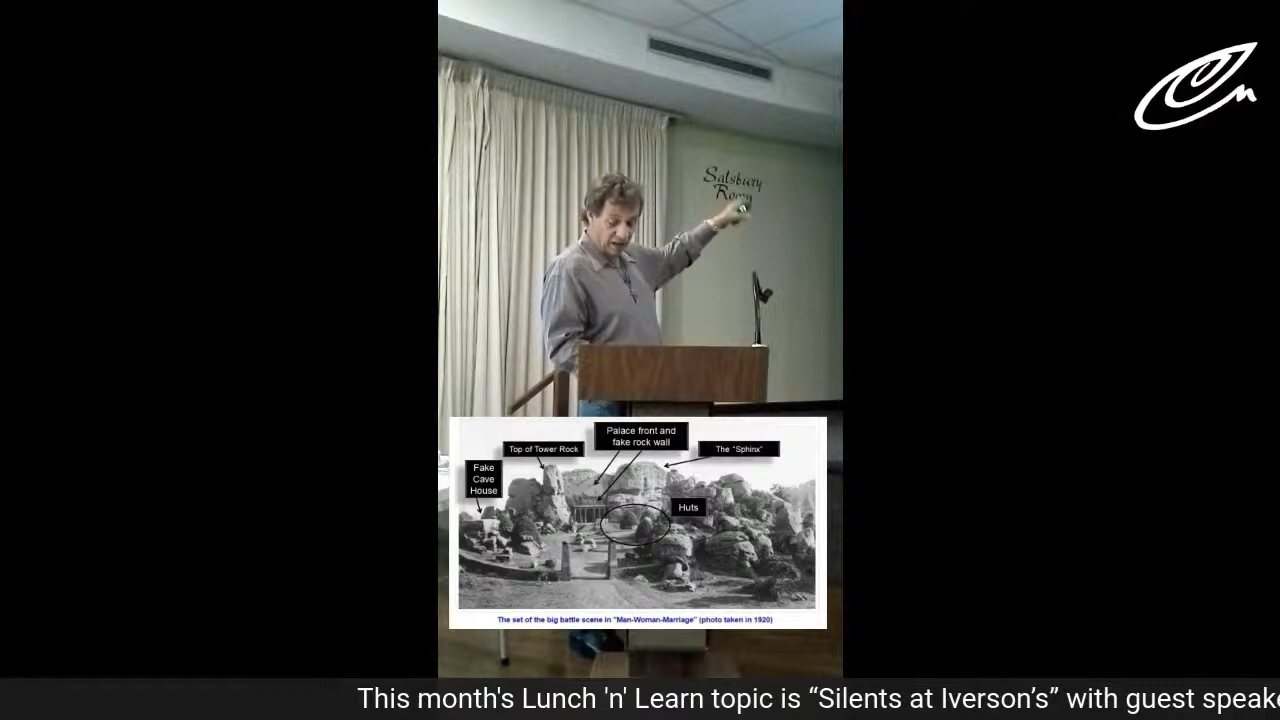 Salsbury
Room
Palace front and
fake rock wall
Top of Tower Rock
The “Sphinx”
Fake
Cave
House
Huts
The set of the big battle scene in "Man-Woman-Marriage" (photo taken in 1920)
This month's Lunch 'n' Learn topic is “Silents at Iverson’s” with guest speak